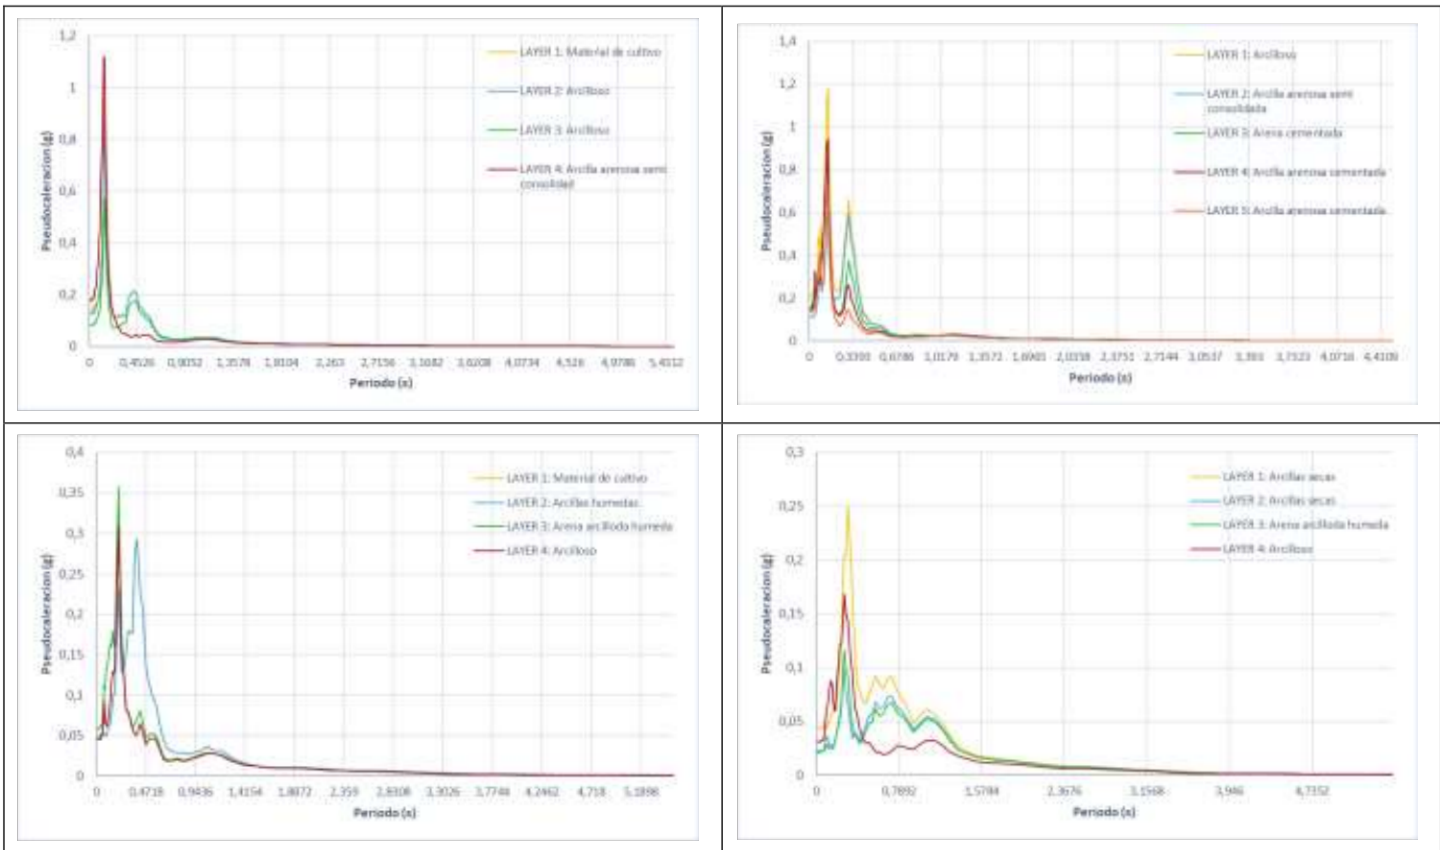 1,2
1
0,8
0,6
0,4
0,2
0
Pseudocaleracion (g)
LAYER 1: Material de cultivo
LAYER 2: Arcilloso
LAYER 3: Arcilloso
LAYER 4: Arcilla arenosa semi
consolidad
0 0,4526 0,9052 1,3578 1,8104 2,263 2,7156 3,1682 3,6208 4,0734 4,526 4,9786 5,4312
Periodo (s)
1,4
1,2
1
0,8
0,6
0,4
0,2
0
Pseudocaleracion (g)
LAYER 1: Arcilloso
LAYER 2: Arcilla arenosa semi
consolidada
LAYER 3: Arena cementada
LAYER 4: Arcilla arenosa cementada
LAYER 5: Arcilla arenosa cementada
0 0,3393 0,6786 1,0179 1,3572 1,6965 2,0358 2,3751 2,7144 3,0537 3,393 3,7323 4,0716 4,4109
Periodo (s)
0,4
0,35
0,3
0,25
0,2
0,15
0,1
0,05
0
Pseudocaleracion (g)
LAYER 1: Material de cultivo
LAYER 2: Arcillas humedas
LAYER 3: Arena arcilloda humeda
LAYER 4: Arcilloso
0 0,4718 0,9436 1,4154 1,8872 2,359 2,8308 3,3026 3,7744 4,2462 4,718 5,1898
Periodo (s)
0,3
0,25
0,2
0,15
0,1
0,05
0
Pseudocaleracion (g)
LAYER 1: Arcillas secas
LAYER 2: Arcillas secas
LAYER 3: Arena arcilloda humeda
LAYER 4: Arcilloso
0 0,7892 1,5784 2,3676 3,1568 3,946 4,7352
Periodo (s)